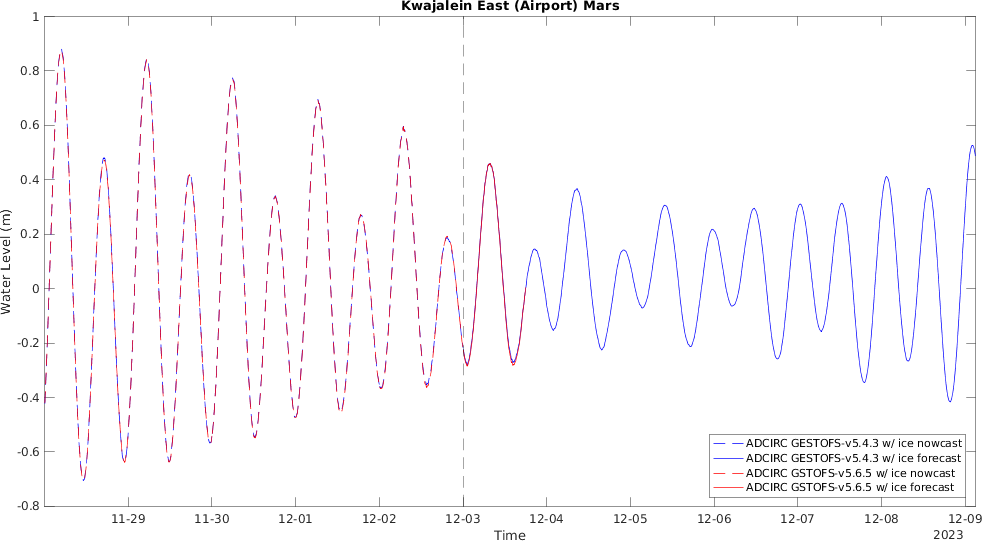 Kwajalein East (Airport) Mars
1
0.8
0.6
0.4
0.2
0
-0.2
-0.4
-0.6
-0.8
Water Level (m)
ADCIRC GESTOFS-v5.4.3 w/ ice nowcast
ADCIRC GESTOFS-v5.4.3 w/ ice forecast
ADCIRC GSTOFS-v5.6.5 w/ ice nowcast
ADCIRC GSTOFS-v5.6.5 w/ ice forecast
11-29 11-30 12-01 12-02 12-03 12-04 12-05 12-06 12-07 12-08 12-09
2023
Time